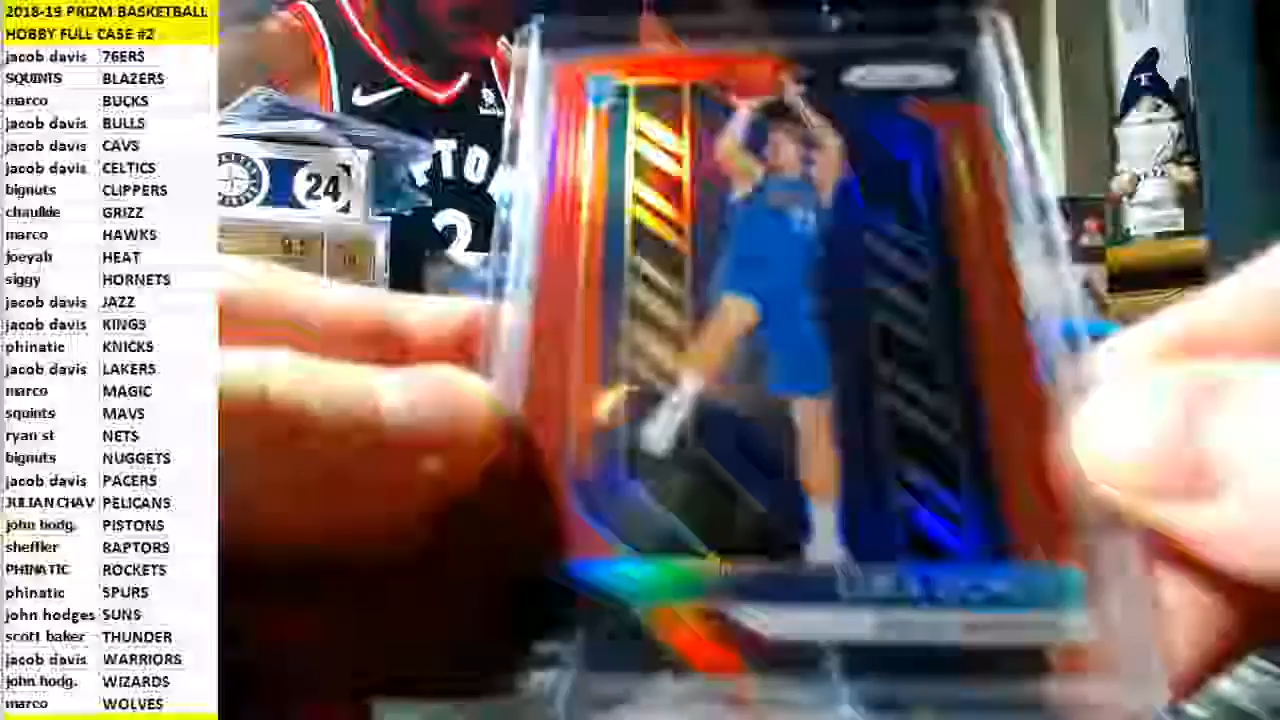 2018-19 PRIZM BASKETBALL
HOBBY FULL CASE #2
jacob davis 76ERS
SQUINTS BLAZERS
marco BUCKS
jacob davis BULLS
jacob davis CAVS
jacob davis CELTICS
bignuts CLIPPERS
chaulkie GRIZZ
marco HAWKS
joeyah HEAT
siggy HORNETS
jacob davis JAZZ
jacob davis KINGS
phinatic KNICKS
jacob davis LAKERS
marco MAGIC
squints MAVS
ryan st NETS
bignuts NUGGETS
jacob davis PACERS
JULIAN CHAV PELICANS
john hodg. PISTONS
sheffler RAPTORS
PHINATIC ROCKETS
phinatic SPURS
john hodges SUNS
scott baker THUNDER
jacob davis WARRIORS
john hodg. WIZARDS
marco WOLVES
24
2
T